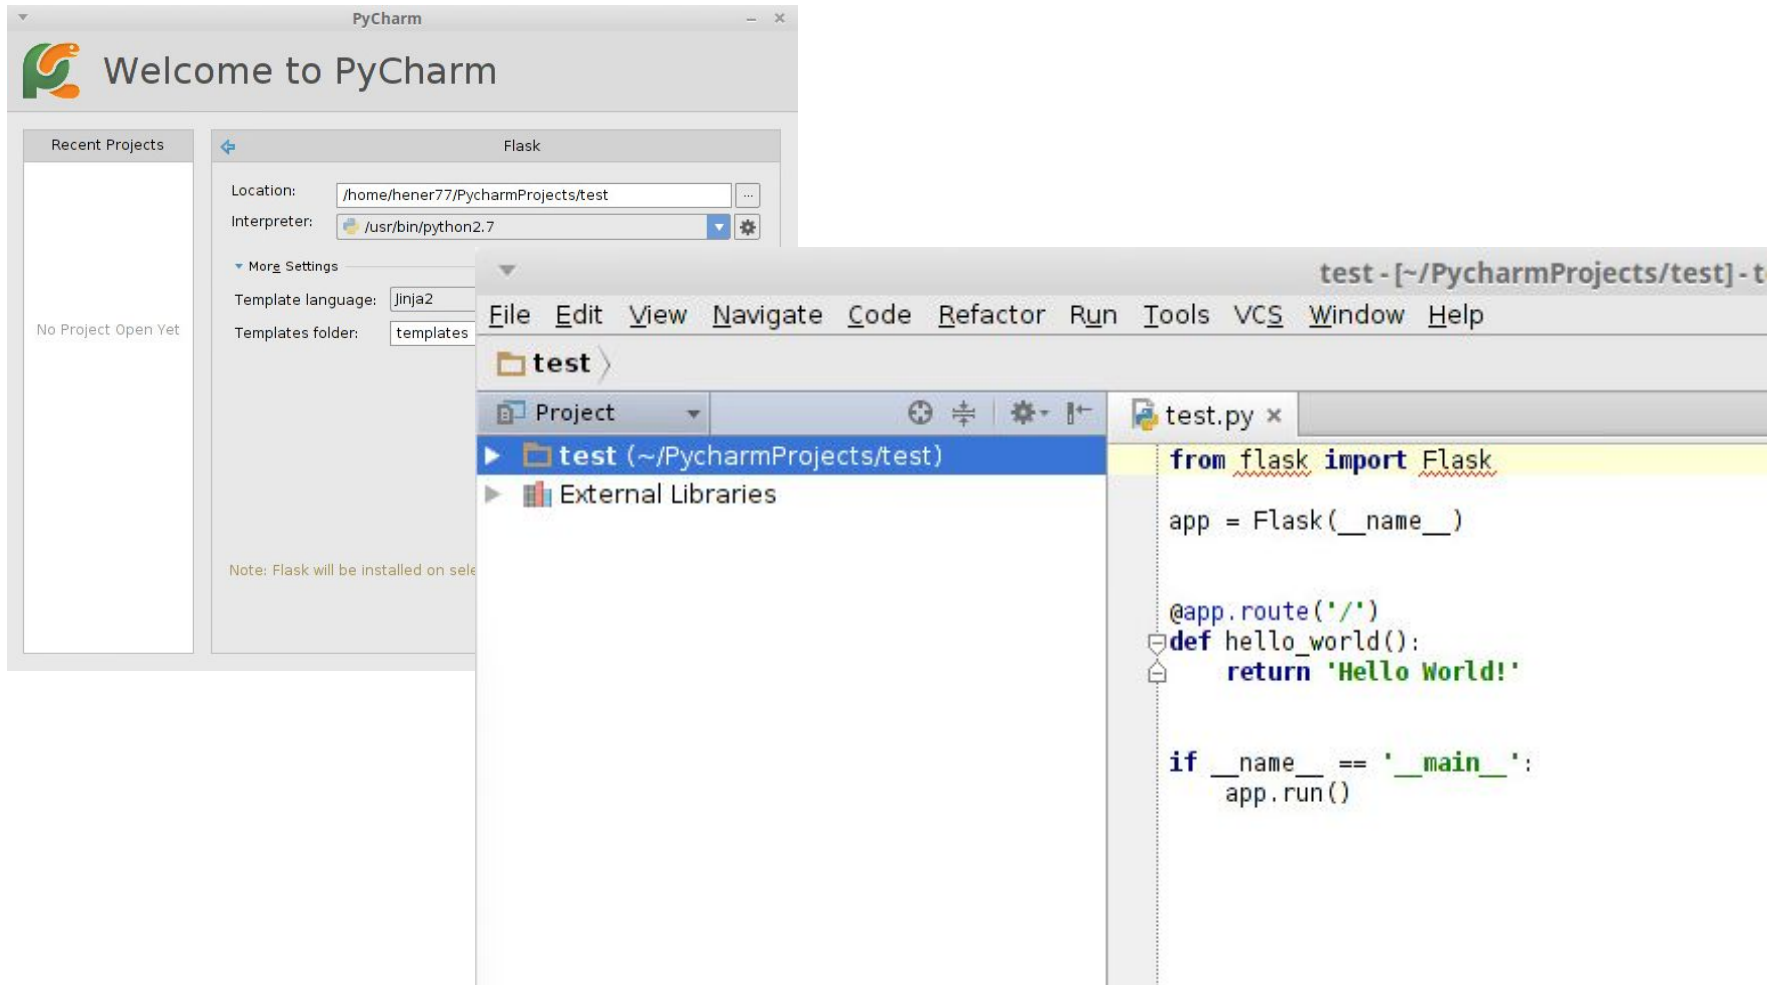 PyCharm
Welcome to PyCharm
Recent Projects
No Project Open Yet
Flask
Location: /home/hener77/PycharmProjects/test ...
Interpreter: /usr/bin/python2.7
More Settings
Template language: Jinja2
Templates folder: templates
Note: Flask will be installed on
test - [~/PycharmProjects/test] -
File Edit View Navigate Code Refactor Run Tools VCS Window Help
test
Project
test (~/PycharmProjects/test)
External Libraries
test.py
from flask import Flask
app = Flask(__name__)
@app.route('/')
def hello_world():
return 'Hello World!'
if __name__ == '__main__':
app.run()